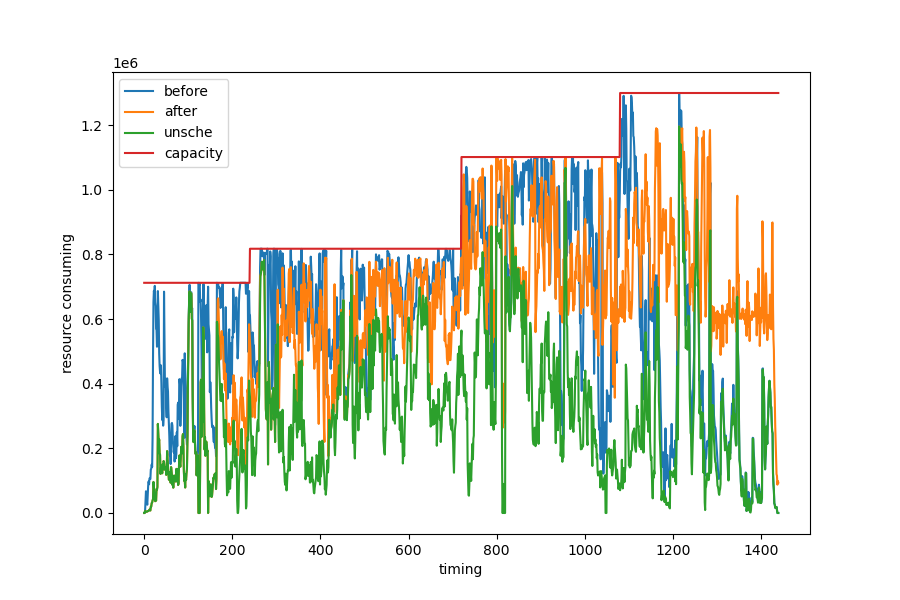 1e6
before
after
unsche
capacity
1.2
1.0
0.8
0.6
0.4
0.2
0.0
resource consuming
0 200 400 600 800 1000 1200 1400
timing